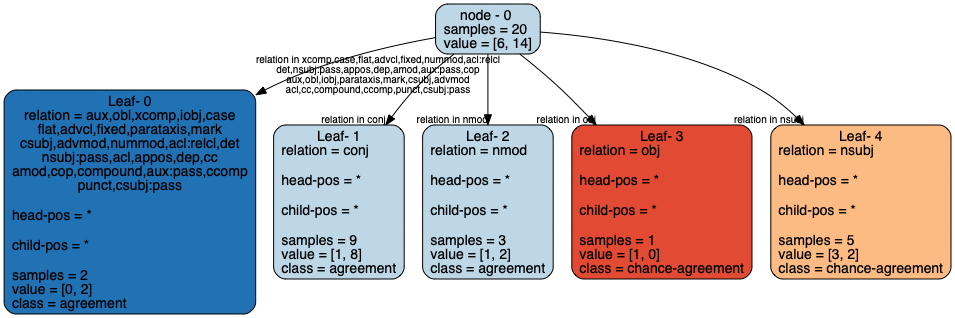 node - 0
samples = 20
value = [6, 14]
relation in xcomp,case,flat,advcl,fixed,nummod,acl:relcl
det,nsubj:pass,appos,dep,amod,aux:pass,cop
aux,obl,iobj,parataxis,mark,csubj,advmod
acl,cc,compound,ccomp,punct,csubj:pass
relation in conj
relation in nmod
relation in obj
relation in nsubj
Leaf- 0
relation = aux,obl,xcomp,iobj,case
flat,advcl,fixed,parataxis,mark
csubj,advmod,nummod,acl:relcl,det
nsubj:pass,acl,appos,dep,cc
amod,cop,compound,aux:pass,ccomp
punct,csubj:pass
head-pos = *
child-pos = *
samples = 2
value = [0, 2]
class = agreement
Leaf- 1
relation = conj
head-pos = *
child-pos = *
samples = 9
value = [1, 8]
class = agreement
Leaf- 2
relation = nmod
head-pos = *
child-pos = *
samples = 3
value = [1, 2]
class = agreement
Leaf- 3
relation = obj
head-pos = *
child-pos = *
samples = 1
value = [1, 0]
class = chance-agreement
Leaf- 4
relation = nsubj
head-pos = *
child-pos = *
samples = 5
value = [3, 2]
class = chance-agreement